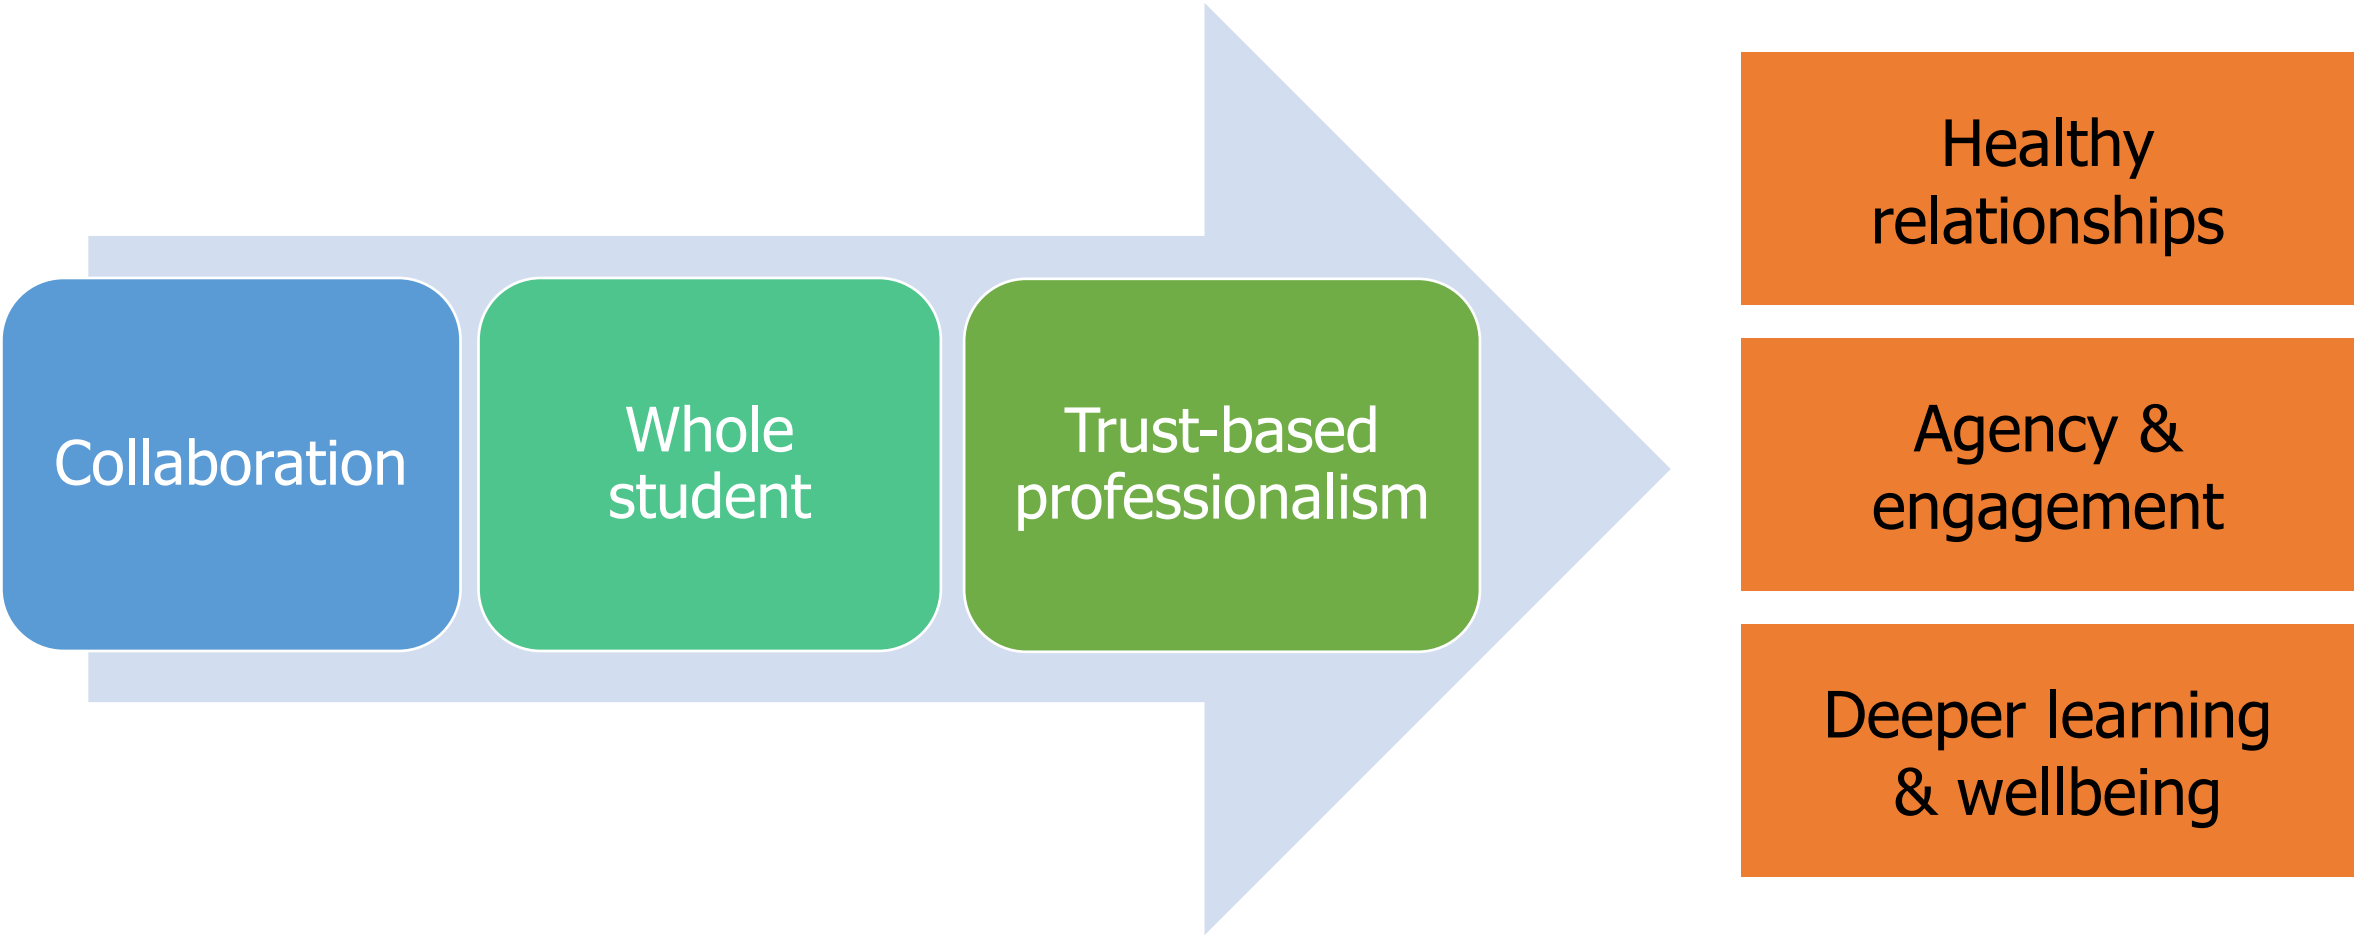 Collaboration
Whole
student
Trust-based
professionalism
Healthy
relationships
Agency &
engagement
Deeper learning
& wellbeing